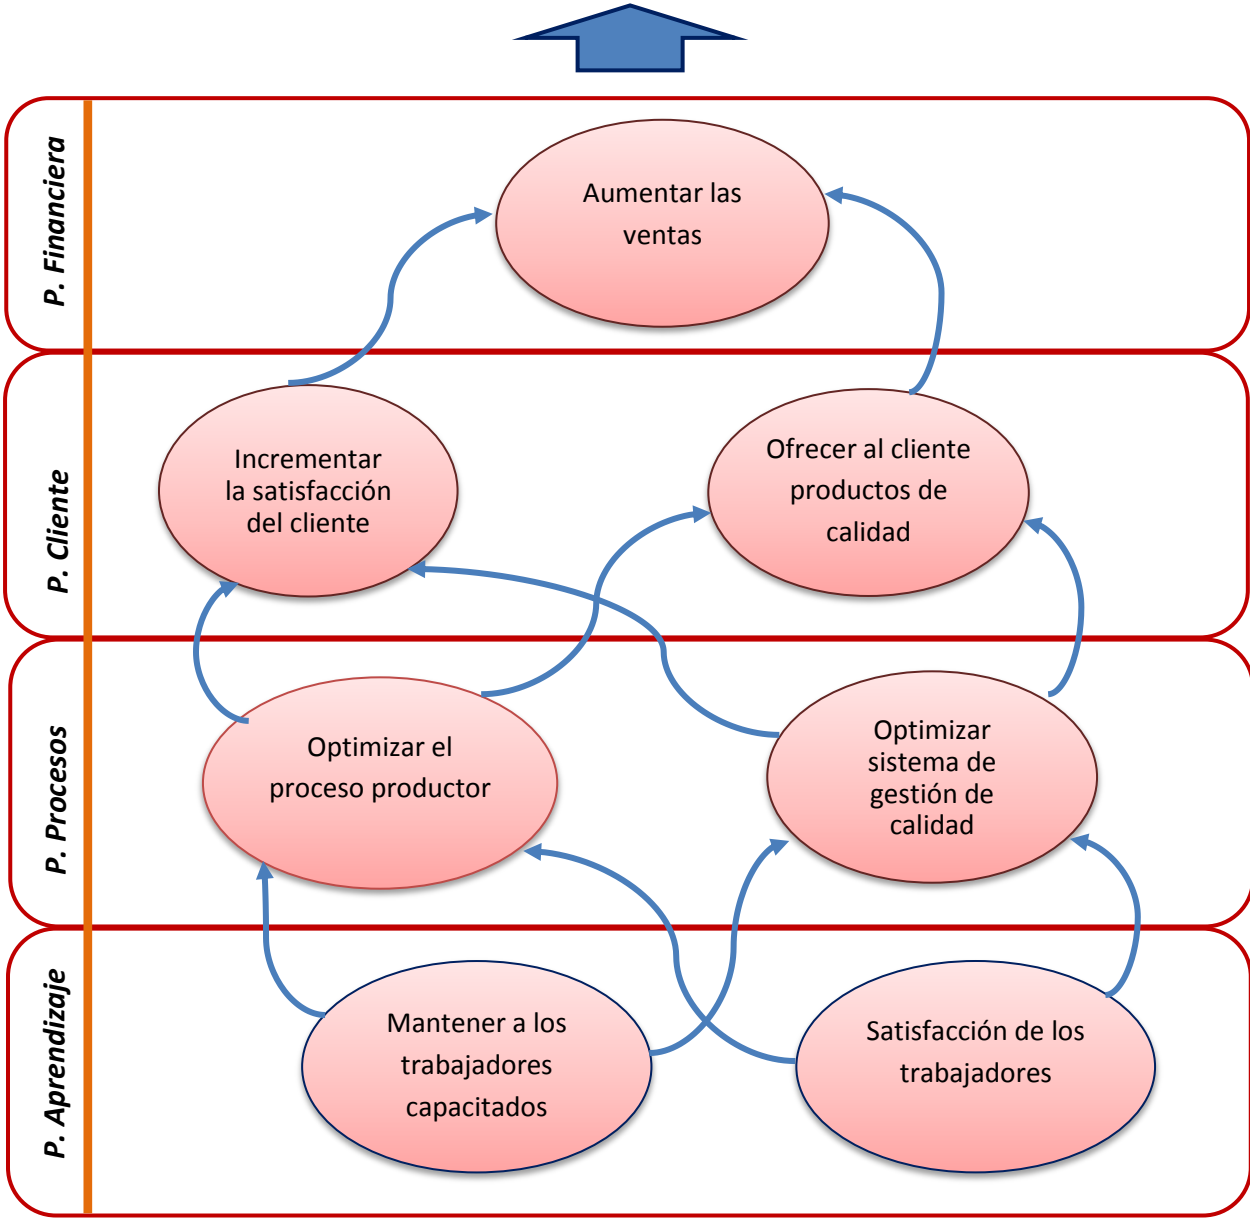 P. Financiera
Aumentar las
ventas
P. Cliente
Incrementar
la satisfacción
del cliente
Ofrecer al cliente
productos de
calidad
P. Procesos
Optimizar el
proceso productor
Optimizar
sistema de
gestión de
calidad
P. Aprendizaje
Mantener a los
trabajadores
capacitados
Satisfacción de los
trabajadores